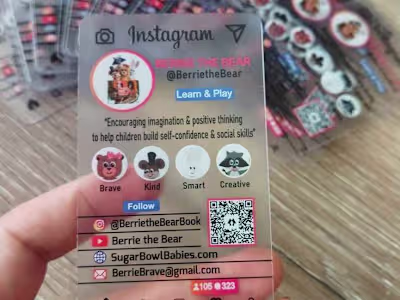 Instagram
BERRIE THE BEAR
@BerrietheBear
Learn & Play
"Encouraging imagination & positive thinking
to help children build self-confidence & social skills"
Brave Kind Smart Creative
Follow
@BerrietheBearBook
Berrie the Bear
SugarBowlBabies.com
BerrieBrave@gmail.com
105 323